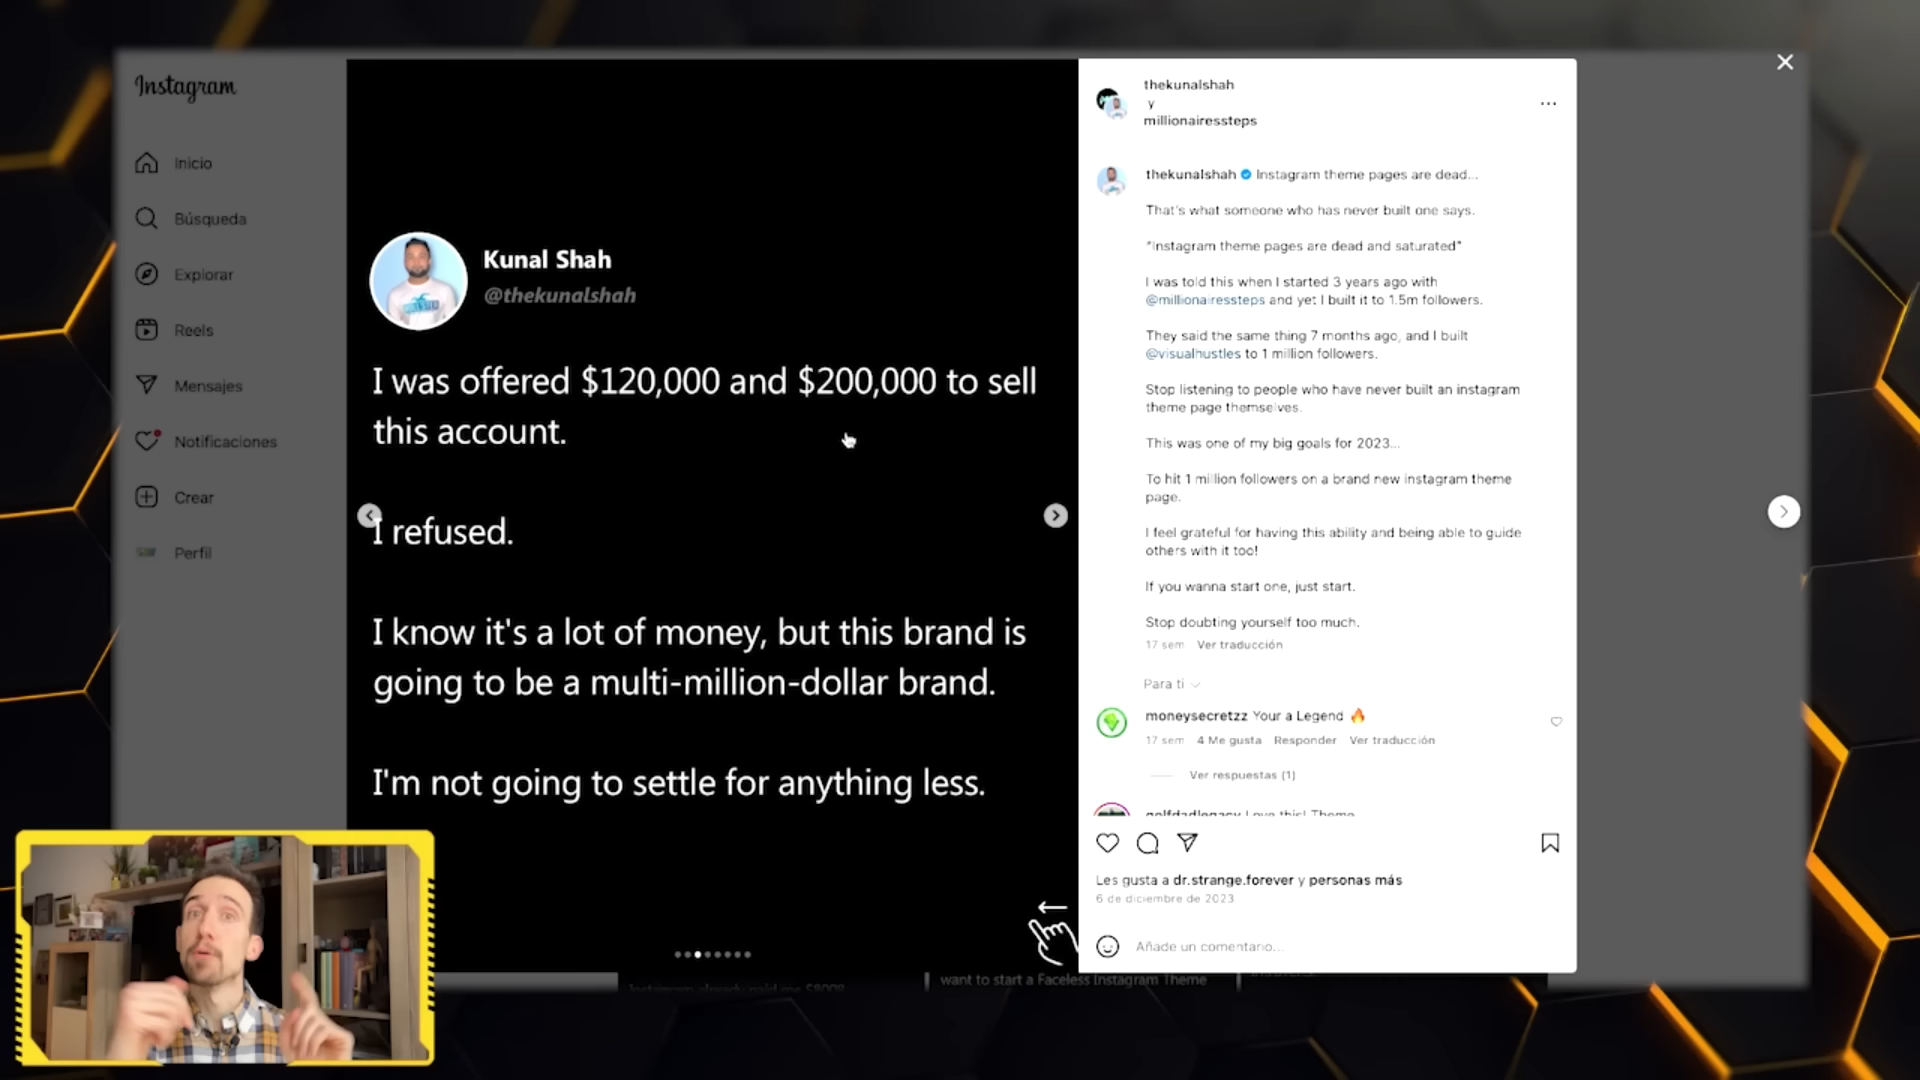 Instagram
Inicio
Búsqueda
Explorar
Reels
Mensajes
Notificaciones
Crear
Perfil
Kunal Shah
@thekunalshah
I was offered $120,000 and $200,000 to sell
this account.
I refused.
I know it's a lot of money, but this brand is
going to be a multi-million-dollar brand.
I'm not going to settle for anything less.
thekunalshah
y
millionairessteps
thekunalshah Instagram theme pages are dead...
That's what someone who has never built one says.
"Instagram theme pages are dead and saturated"
I was told this when I started 3 years ago with
@millionairessteps and yet I built it to 1.5m followers.
They said the same thing 7 months ago, and I built
@visualhustles to 1 million followers.
Stop listening to people who have never built an instagram
theme page themselves.
This was one of my big goals for 2023...
To hit 1 million followers on a brand new instagram theme
page.
I feel grateful for having this ability and being able to guide
others with it too!
If you wanna start one, just start.
Stop doubting yourself too much.
17 sem Ver traducción
Para ti
moneysecretzz Your a Legend 🔥
17 sem 4 Me gusta Responder Ver traducción
Ver respuestas (1)
golfdadlegacy Love this! Theme
Les gusta a dr.strange.forever y personas más
6 de diciembre de 2023
Añade un comentario...
Instagram already paid me $8008
want to start a Faceless Instagram Theme